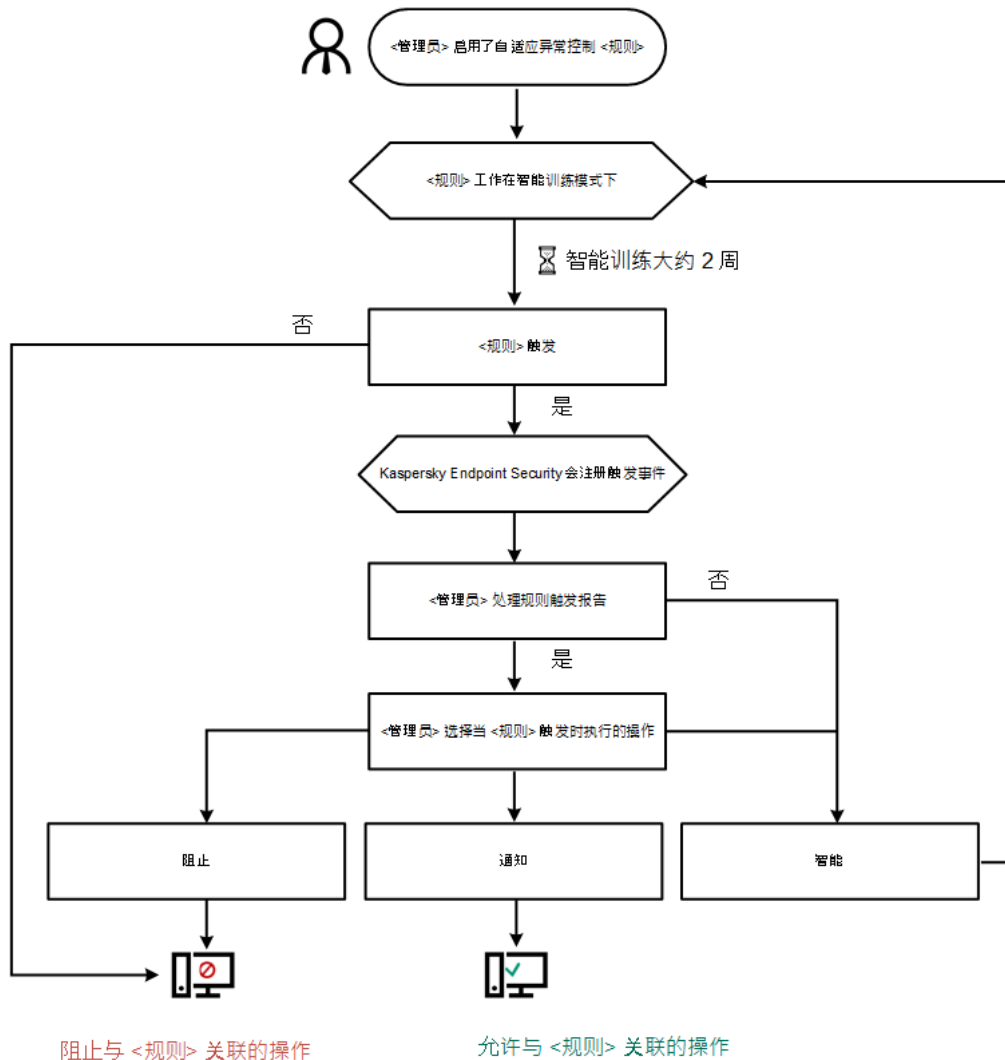 <管理员> 启用了自适应异常控制 <规则>
<规则> 工作在智能训练模式下
智能训练大约 2 周
否
<规则> 触发
是
Kaspersky Endpoint Security 会注册触发事件
否
<管理员> 处理规则触发报告
是
<管理员> 选择当 <规则> 触发时执行的操作
阻止
通知
智能
阻止与 <规则> 关联的操作
允许与 <规则> 关联的操作